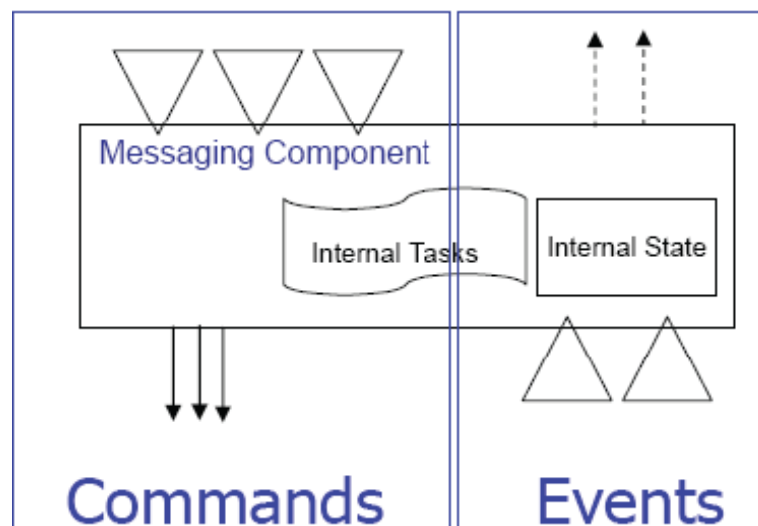 Messaging Component
Internal Tasks
Internal State
Commands
Events